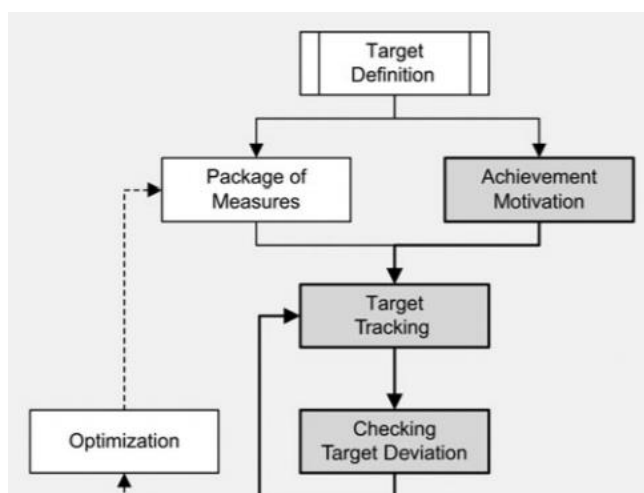 Target
Definition
Package of
Measures
Achievement
Motivation
Target
Tracking
Optimization
Checking
Target Deviation